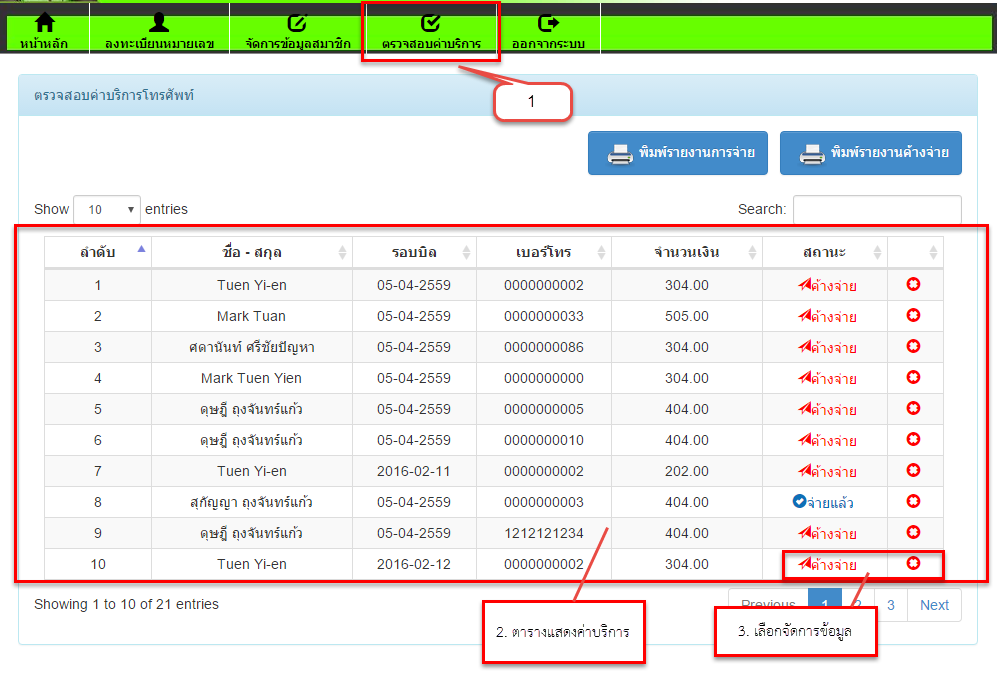 หน้าหลัก ลงทะเบียนหมายเลข จัดการข้อมูลสมาชิก ตรวจสอบค่าบริการ ออกจากระบบ
1
ตรวจสอบค่าบริการโทรศัพท์
พิมพ์รายงานการจ่าย พิมพ์รายงานค้างจ่าย
Show 10 entries Search:
ลำดับ ชื่อ - สกุล รอบบิล เบอร์โทร จำนวนเงิน สถานะ
1 Tuen Yi-en 05-04-2559 0000000002 304.00 ค้างจ่าย
2 Mark Tuan 05-04-2559 0000000033 505.00 ค้างจ่าย
3 ศตานันท์ ศรีชัยปัญหา 05-04-2559 0000000086 304.00 ค้างจ่าย
4 Mark Tuen Yien 05-04-2559 0000000000 304.00 ค้างจ่าย
5 ดุษฎี ถุงจันทร์แก้ว 05-04-2559 0000000005 404.00 ค้างจ่าย
6 ดุษฎี ถุงจันทร์แก้ว 05-04-2559 0000000010 404.00 ค้างจ่าย
7 Tuen Yi-en 2016-02-11 0000000002 202.00 ค้างจ่าย
8 สุกัญญา ถุงจันทร์แก้ว 05-04-2559 0000000003 404.00 จ่ายแล้ว
9 ดุษฎี ถุงจันทร์แก้ว 05-04-2559 1212121234 404.00 ค้างจ่าย
10 Tuen Yi-en 2016-02-12 0000000002 304.00 ค้างจ่าย
Showing 1 to 10 of 21 entries Previous 1 2 3 Next
2. ตารางแสดงค่าบริการ 3. เลือกจัดการข้อมูล